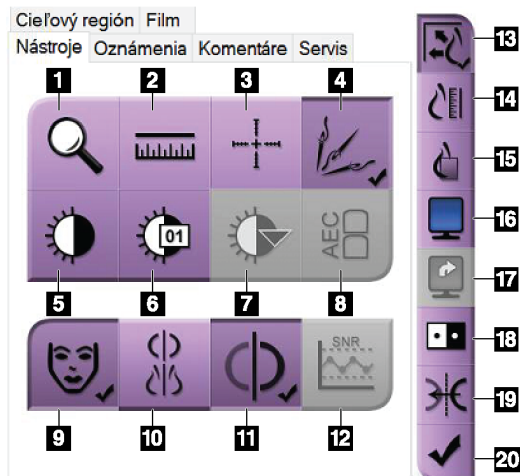 Cieľový región Film
Nástroje Oznámenia Komentáre Servis
1 2 3 4
01
AEC
5 6 7 8
SNR
9 10 11 12
13
14
15
16
17
18
19
20